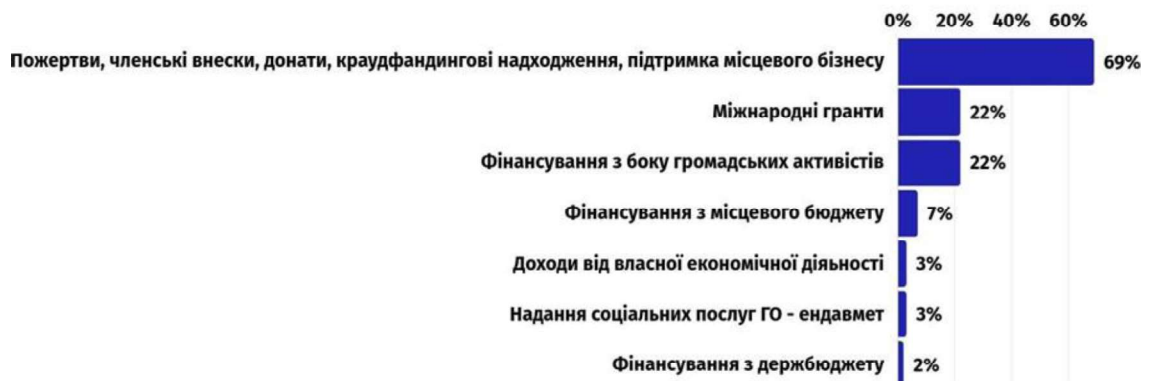 0% 20% 40% 60%
Пожертви, членські внески, донати, краудфандингові надходження, підтримка місцевого бізнесу 69%
Міжнародні гранти 22%
Фінансування з боку громадських активістів 22%
Фінансування з місцевого бюджету 7%
Доходи від власної економічної діяьності 3%
Надання соціальних послуг ГО - ендавмет 3%
Фінансування з держбюджету 2%